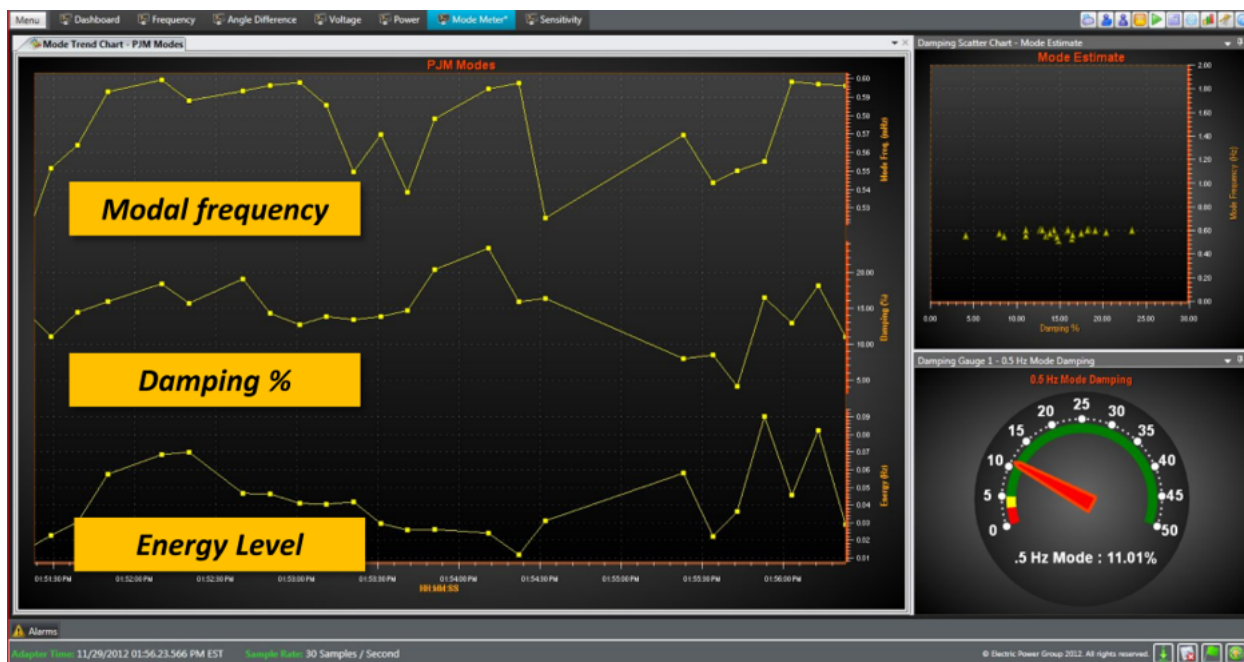 Menu Dashboard Frequency Angle Difference Voltage Power Mode Meter* Sensitivity
Mode Trend Chart - PJM Modes
PJM Modes
0.60
0.59
0.58
0.57
0.56
0.55
0.54
0.53
Mode Freq. (mHz)
Modal frequency
20.00
15.00
10.00
5.00
Damping (%)
Damping %
0.09
0.08
0.07
0.06
0.05
0.04
0.03
0.02
0.01
Energy (Hz)
Energy Level
01:51:30 PM 01:52:00 PM 01:52:30 PM 01:53:00 PM 01:53:30 PM 01:54:00 PM 01:54:30 PM 01:55:00 PM 01:55:30 PM 01:56:00 PM
HH:MM:SS
Damping Scatter Chart - Mode Estimate
Mode Estimate
2.00
1.80
1.60
1.40
1.20
1.00
0.80
0.60
0.40
0.20
0.00
Mode Frequency (Hz)
0.00 5.00 10.00 15.00 20.00 25.00 30.00
Damping %
Damping Gauge 1 - 0.5 Hz Mode Damping
0.5 Hz Mode Damping
0 5 10 15 20 25 30 35 40 45 50
.5 Hz Mode : 11.01%
Alarms
Adapter Time: 11/29/2012 01:56.23.566 PM EST Sample Rate: 30 Samples / Second
© Electric Power Group 2012. All rights reserved.